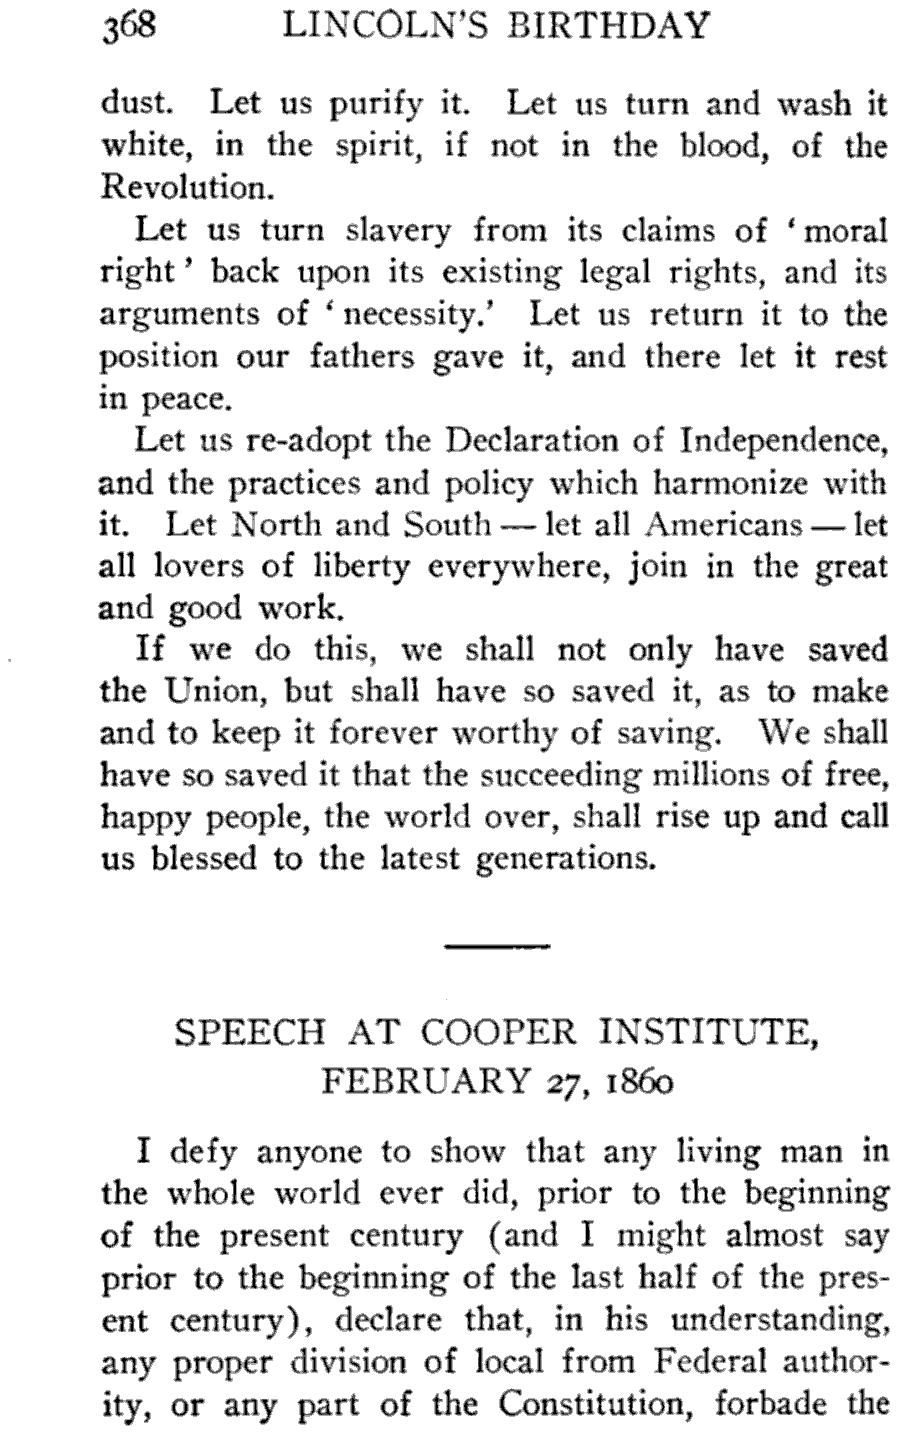 368 LINCOLN'S BIRTHDAY
dust. Let us purify it. Let us turn and wash it
white, in the spirit, if not in the blood, of the
Revolution.
Let us turn slavery from its claims of ‘ moral
right ’ back upon its existing legal rights, and its
arguments of ‘ necessity.’ Let us return it to the
position our fathers gave it, and there let it rest
in peace.
Let us re-adopt the Declaration of Independence,
and the practices and policy which harmonize with
it. Let North and South — let all Americans — let
all lovers of liberty everywhere, join in the great
and good work.
If we do this, we shall not only have saved
the Union, but shall have so saved it, as to make
and to keep it forever worthy of saving. We shall
have so saved it that the succeeding millions of free,
happy people, the world over, shall rise up and call
us blessed to the latest generations.
SPEECH AT COOPER INSTITUTE,
FEBRUARY 27, 1860
I defy anyone to show that any living man in
the whole world ever did, prior to the beginning
of the present century (and I might almost say
prior to the beginning of the last half of the pres-
ent century), declare that, in his understanding,
any proper division of local from Federal author-
ity, or any part of the Constitution, forbade the